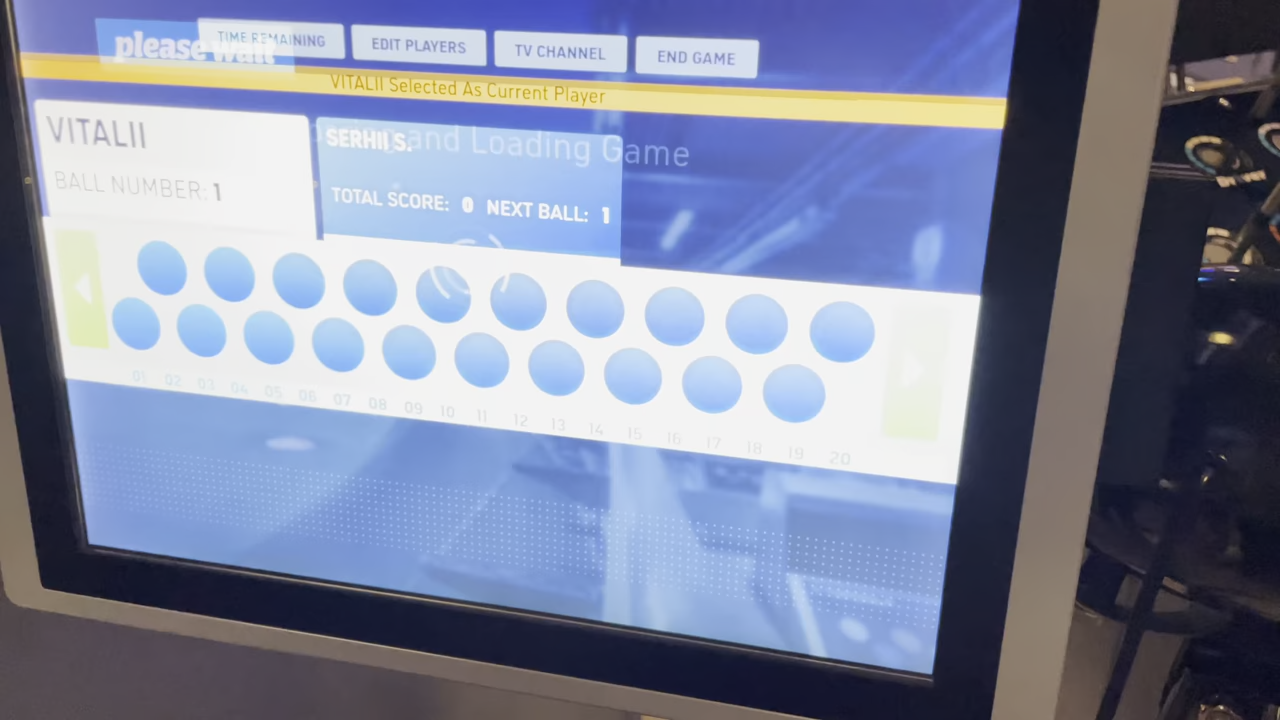 please wait
TIME REMAINING
EDIT PLAYERS
TV CHANNEL
END GAME
VITALII Selected As Current Player
and Loading Game
VITALII
BALL NUMBER: 1
SERHII S.
TOTAL SCORE: 0 NEXT BALL: 1
01 02 03 04 05 06 07 08 09 10 11 12 13 14 15 16 17 18 19 20